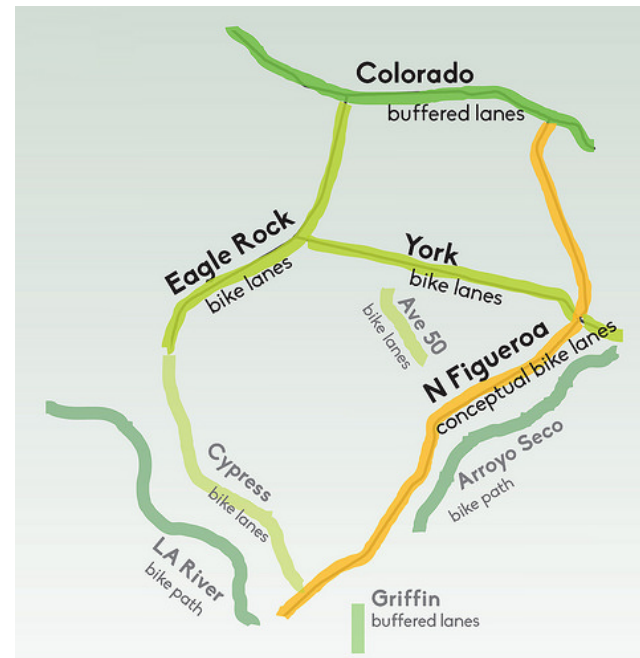 Colorado
buffered lanes
Eagle Rock
bike lanes
York
bike lanes
Ave 50
bike lanes
N Figueroa
conceptual bike lanes
Arroyo Seco
bike path
Cypress
bike lanes
LA River
bike path
Griffin
buffered lanes